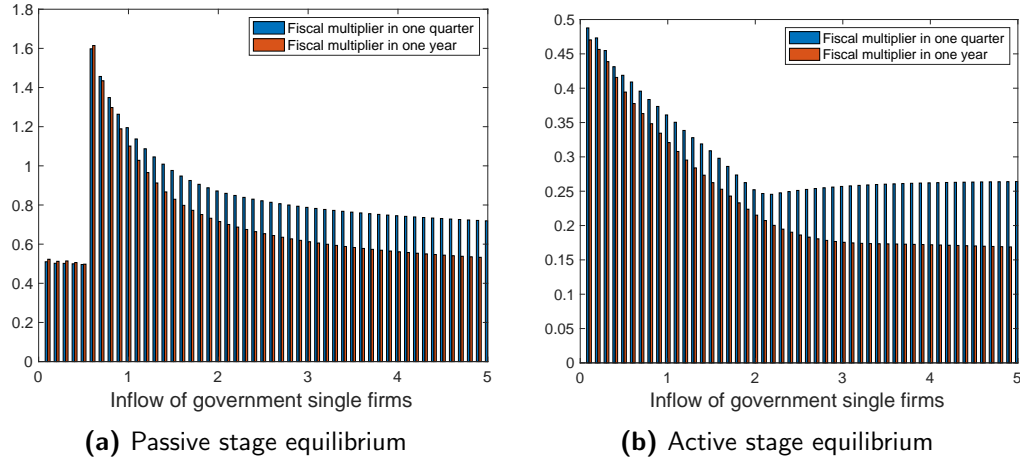 1.8
1.6
1.4
1.2
1
0.8
0.6
0.4
0.2
0
0 1 2 3 4 5
Fiscal multiplier in one quarter
Fiscal multiplier in one year
Inflow of government single firms
(a) Passive stage equilibrium
0.5
0.45
0.4
0.35
0.3
0.25
0.2
0.15
0.1
0.05
0
0 1 2 3 4 5
Fiscal multiplier in one quarter
Fiscal multiplier in one year
Inflow of government single firms
(b) Active stage equilibrium